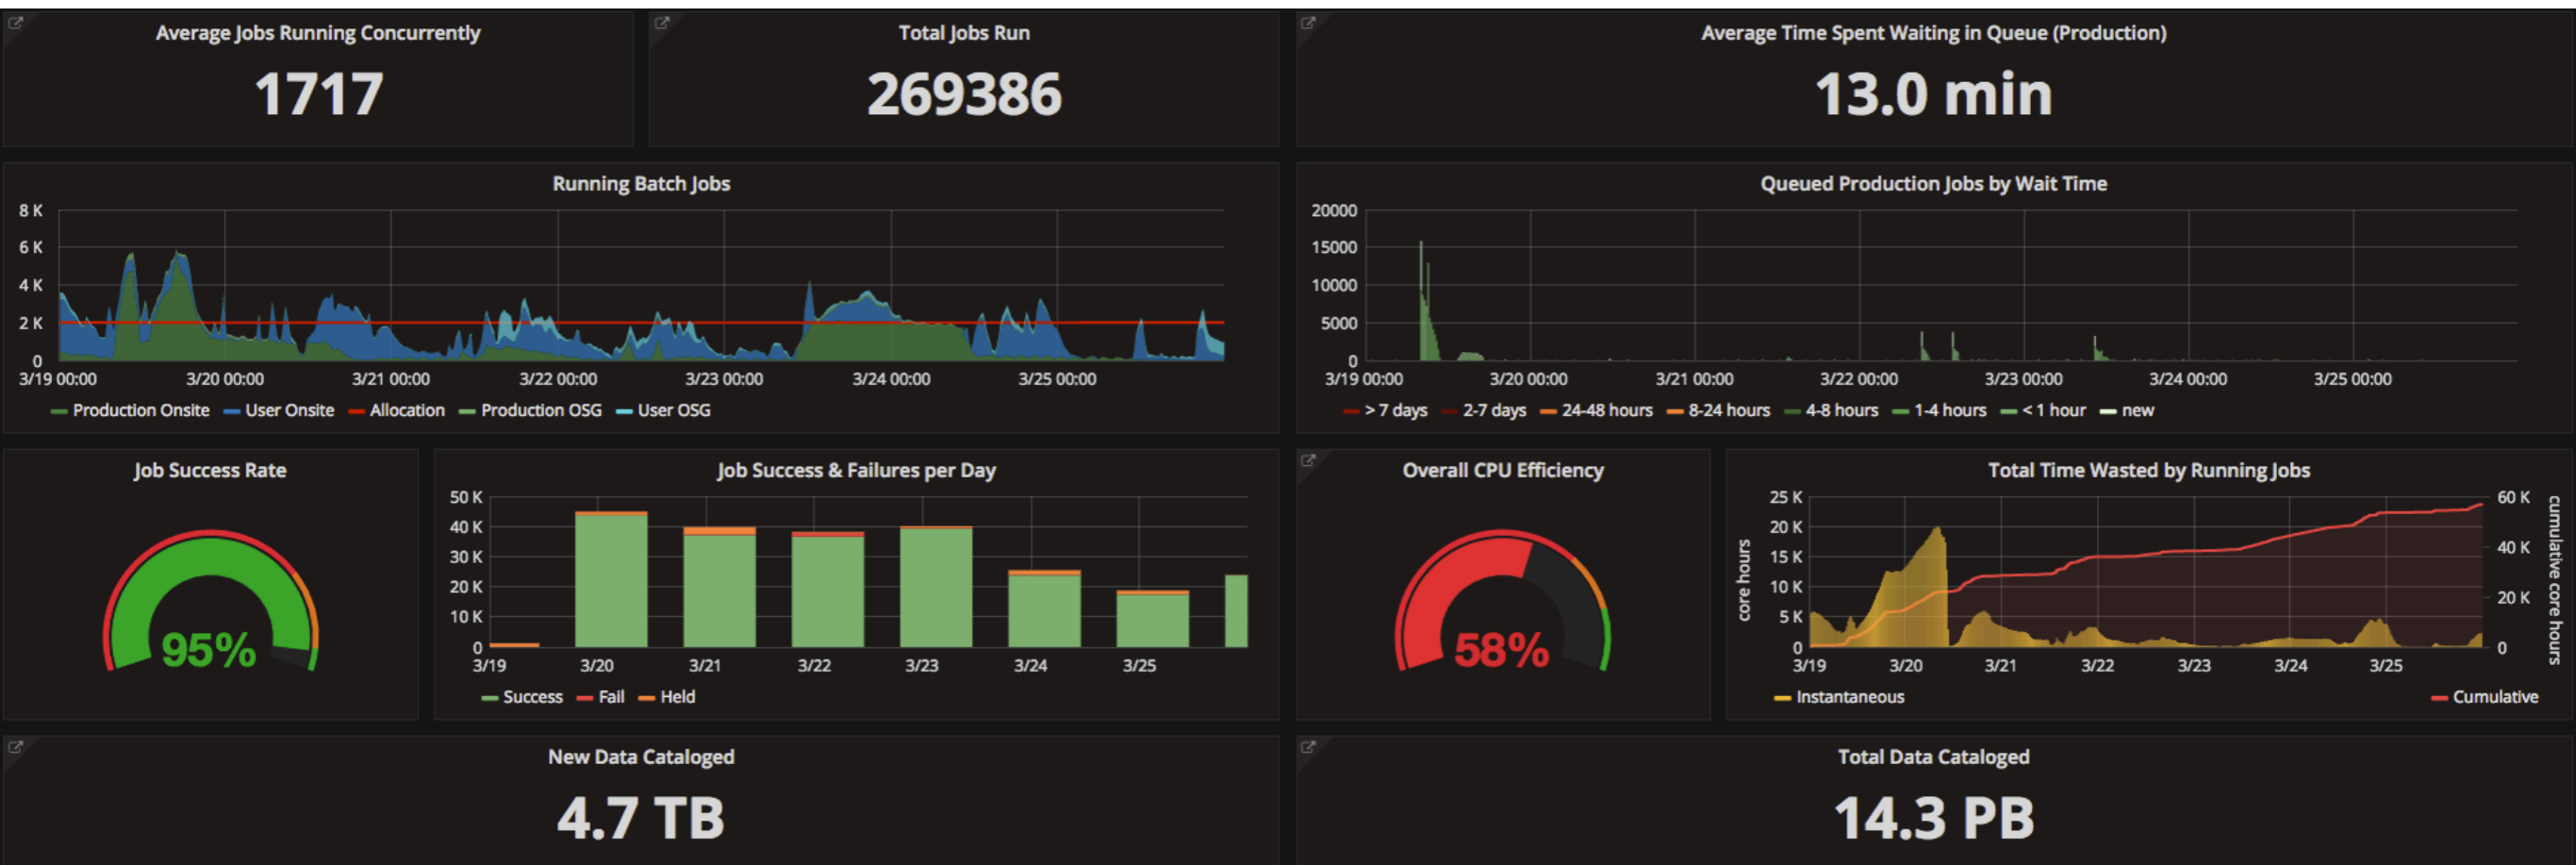 Average Jobs Running Concurrently
1717
Total Jobs Run
269386
Average Time Spent Waiting in Queue (Production)
13.0 min
Running Batch Jobs
8 K
6 K
4 K
2 K
0
3/19 00:00 3/20 00:00 3/21 00:00 3/22 00:00 3/23 00:00 3/24 00:00 3/25 00:00
Production Onsite User Onsite Allocation Production OSG User OSG
Queued Production Jobs by Wait Time
20000
15000
10000
5000
0
3/19 00:00 3/20 00:00 3/21 00:00 3/22 00:00 3/23 00:00 3/24 00:00 3/25 00:00
> 7 days 2-7 days 24-48 hours 8-24 hours 4-8 hours 1-4 hours < 1 hour new
Job Success Rate
95%
Job Success & Failures per Day
50 K
40 K
30 K
20 K
10 K
0
3/19 3/20 3/21 3/22 3/23 3/24 3/25
Success Fail Held
Overall CPU Efficiency
58%
Total Time Wasted by Running Jobs
core hours
25 K
20 K
15 K
10 K
5 K
0
60 K
40 K
20 K
0
cumulative core hours
3/19 3/20 3/21 3/22 3/23 3/24 3/25
Instantaneous Cumulative
New Data Cataloged
4.7 TB
Total Data Cataloged
14.3 PB